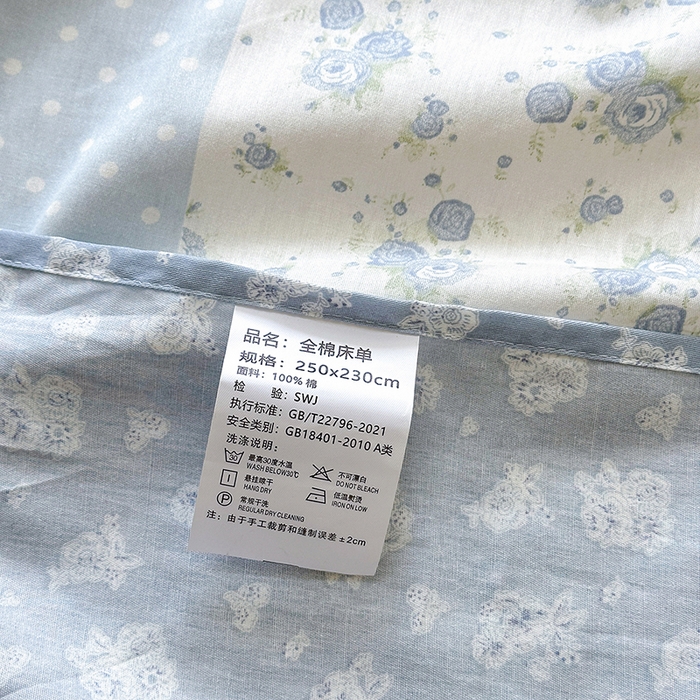 品名：全棉床单
规格：250x230cm
面料：100% 棉
检 验：SWJ
执行标准：GB/T22796-2021
安全类别：GB18401-2010 A类
洗涤说明：
30 最高30度水温 不可漂白
WASH BELOW30℃ DO NOT BLEACH
悬挂晾干 低温熨烫
HANG DRY IRON ON LOW
P 常规干洗
REGULAR DRY CLEANING
注：由于手工裁剪和缝制误差±2cm